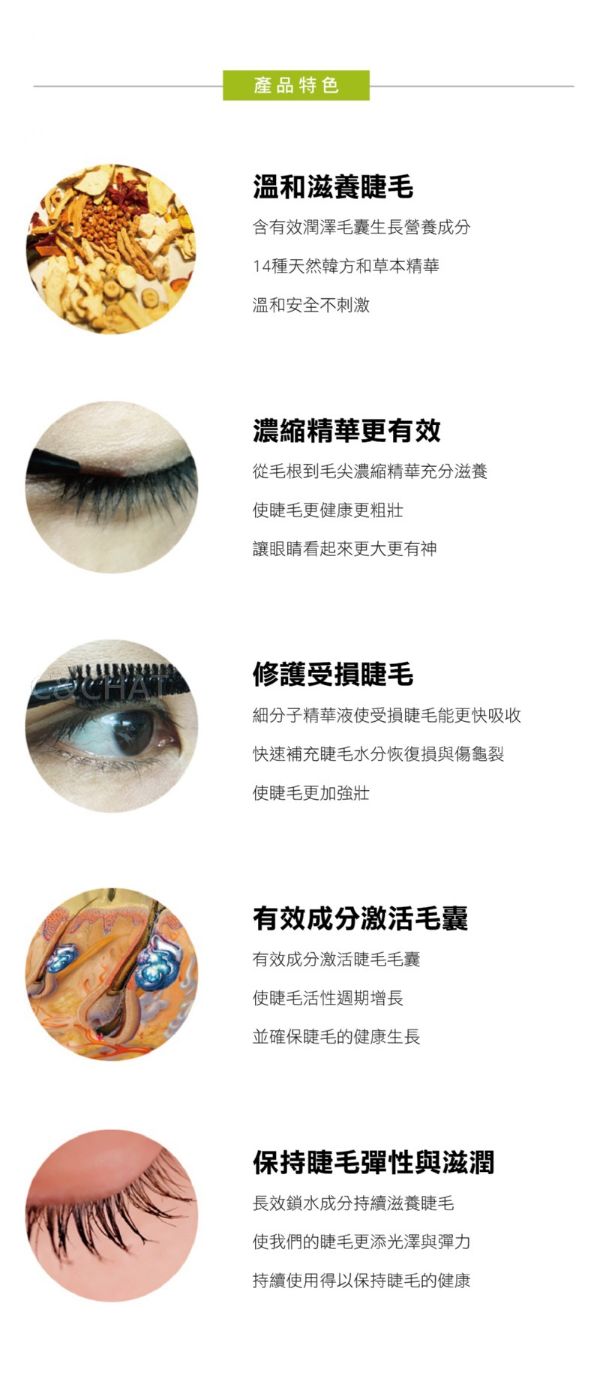 產品特色
溫和滋養睫毛
含有效潤澤毛囊生長營養成分
14種天然韓方和草本精華
溫和安全不刺激
濃縮精華更有效
從毛根到毛尖濃縮精華充分滋養
使睫毛更健康更粗壯
讓眼睛看起來更大更有神
C&CHAT
修護受損睫毛
細分子精華液使受損睫毛能更快吸收
快速補充睫毛水分恢復損與傷龜裂
使睫毛更加強壯
有效成分激活毛囊
有效成分激活睫毛毛囊
使睫毛活性週期增長
並確保睫毛的健康生長
保持睫毛彈性與滋潤
長效鎖水成分持續滋養睫毛
使我們的睫毛更添光澤與彈力
持續使用得以保持睫毛的健康